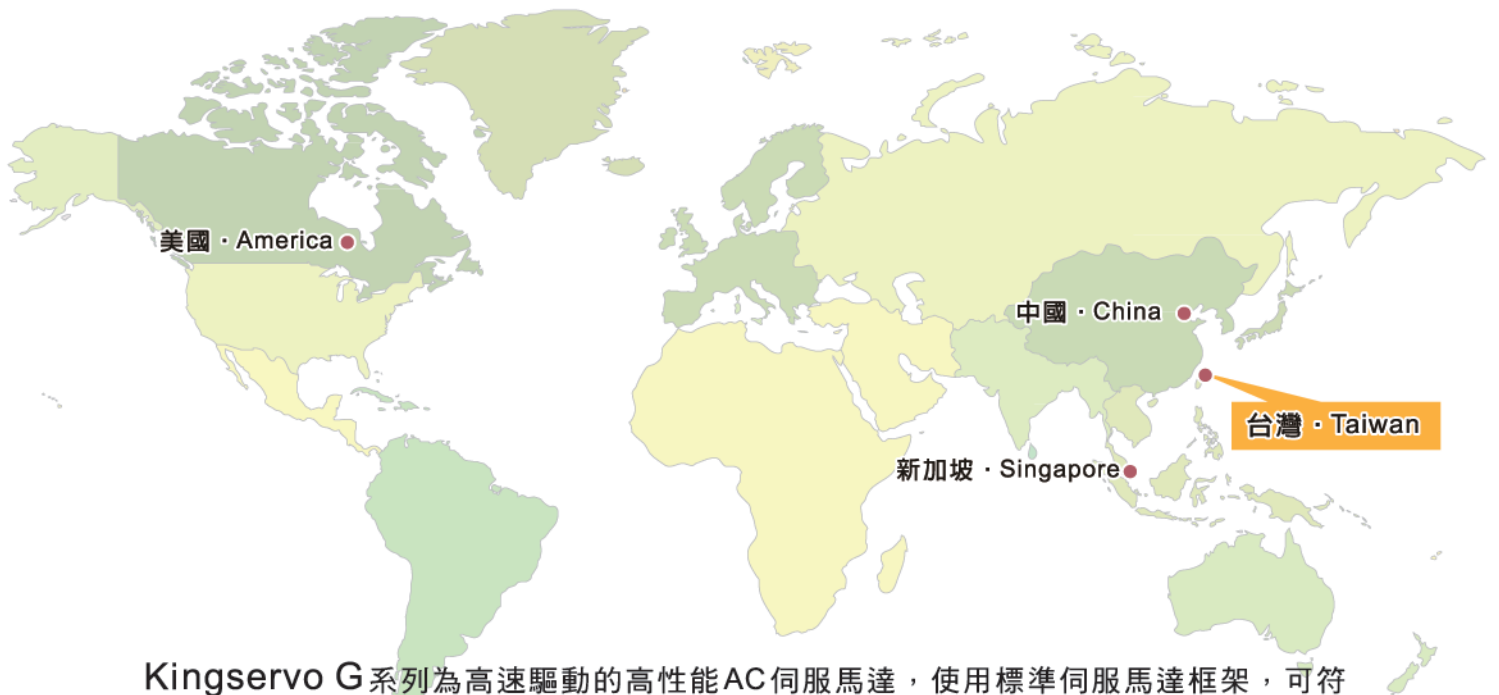 美國・America
中國・China
台灣・Taiwan
新加坡・Singapore
Kingservo G系列為高速驅動的高性能AC伺服馬達，使用標準伺服馬達框架，可符